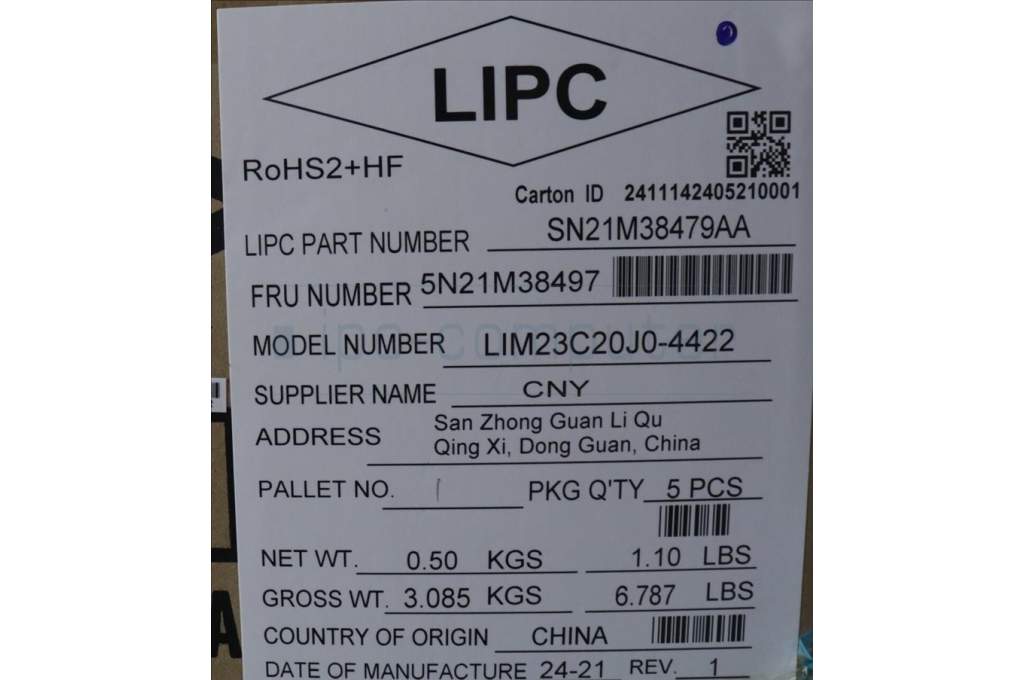 LIPC
RoHS2+HF
Carton ID 2411142405210001
LIPC PART NUMBER SN21M38479AA
FRU NUMBER 5N21M38497
ipc computer
MODEL NUMBER LIM23C20J0-4422
SUPPLIER NAME CNY
ADDRESS San Zhong Guan Li Qu
Qing Xi, Dong Guan, China
PALLET NO. 1 PKG Q'TY 5 PCS
NET WT. 0.50 KGS 1.10 LBS
GROSS WT. 3.085 KGS 6.787 LBS
COUNTRY OF ORIGIN CHINA
DATE OF MANUFACTURE 24-21 REV. 1
A